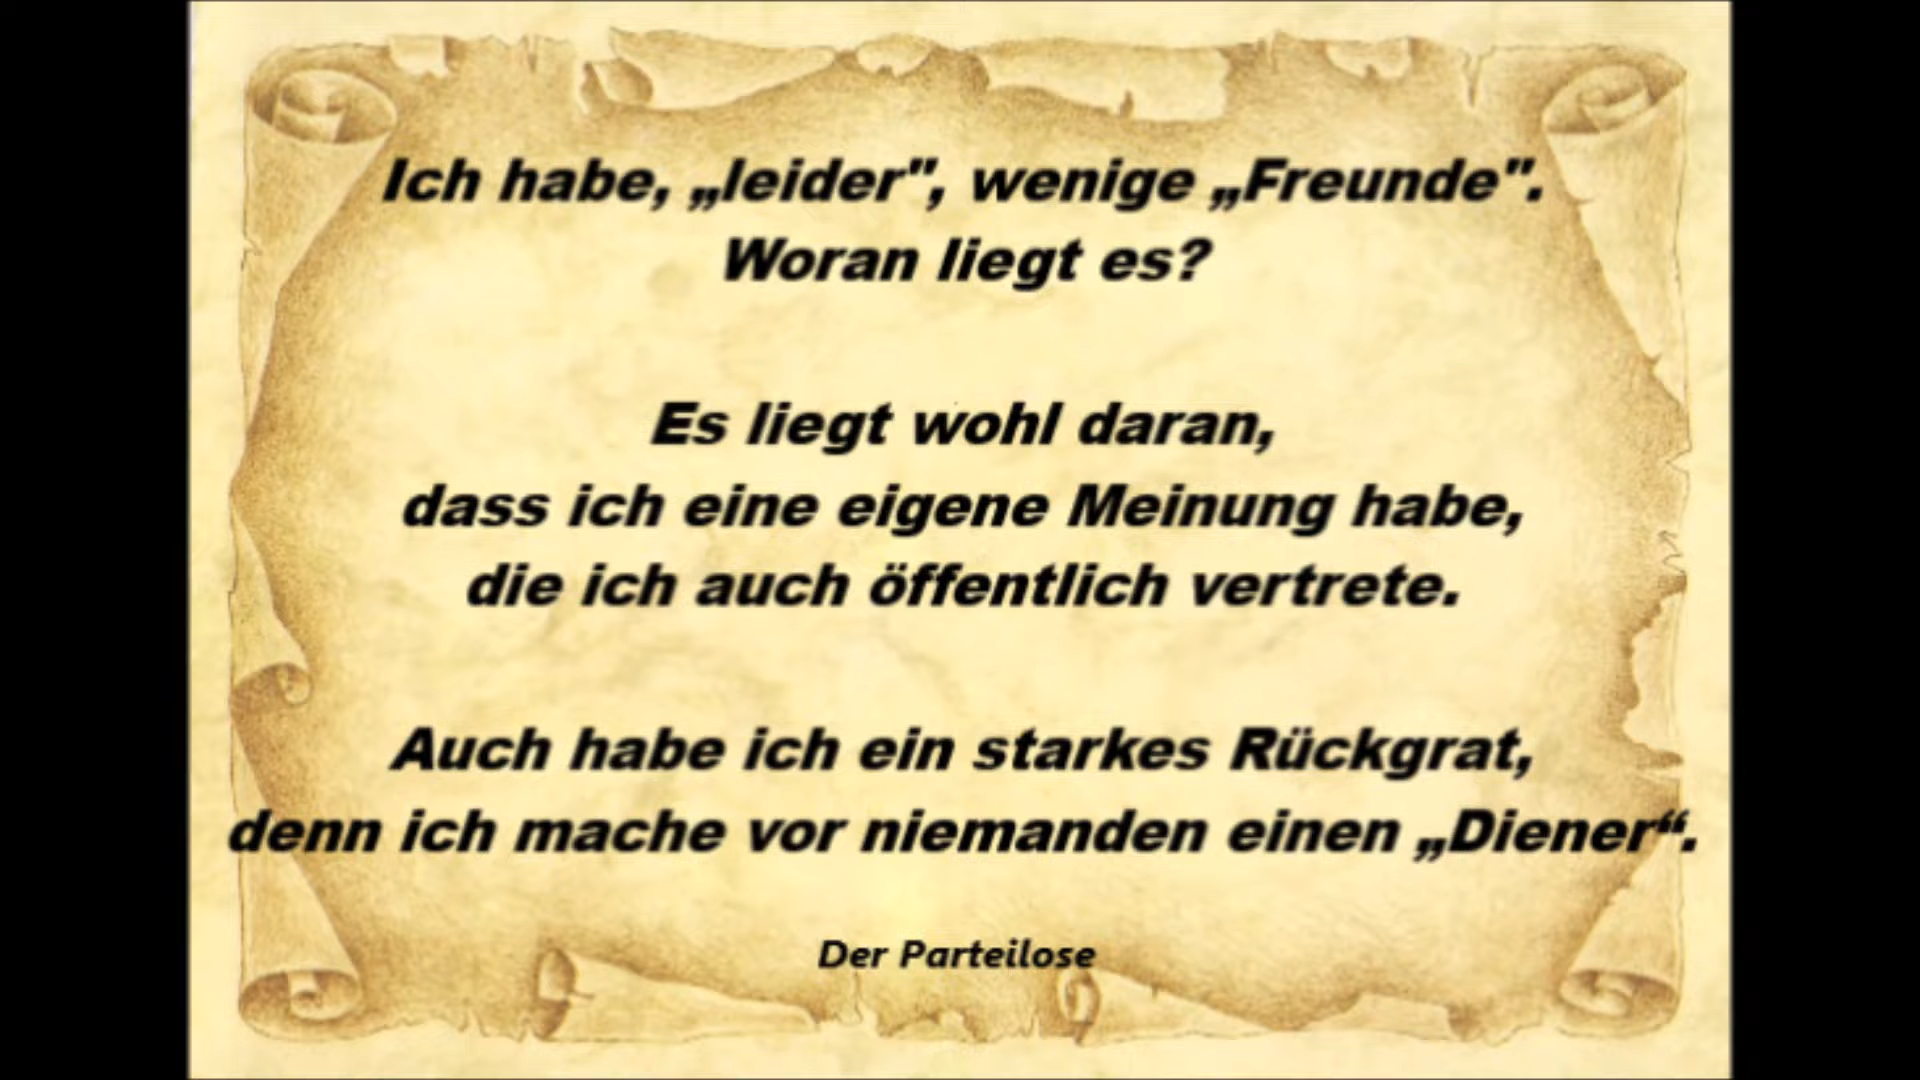 Ich habe, „leider", wenige „Freunde".
Woran liegt es?
Es liegt wohl daran,
dass ich eine eigene Meinung habe,
die ich auch öffentlich vertrete.
Auch habe ich ein starkes Rückgrat,
denn ich mache vor niemanden einen „Diener“.
Der Parteilose